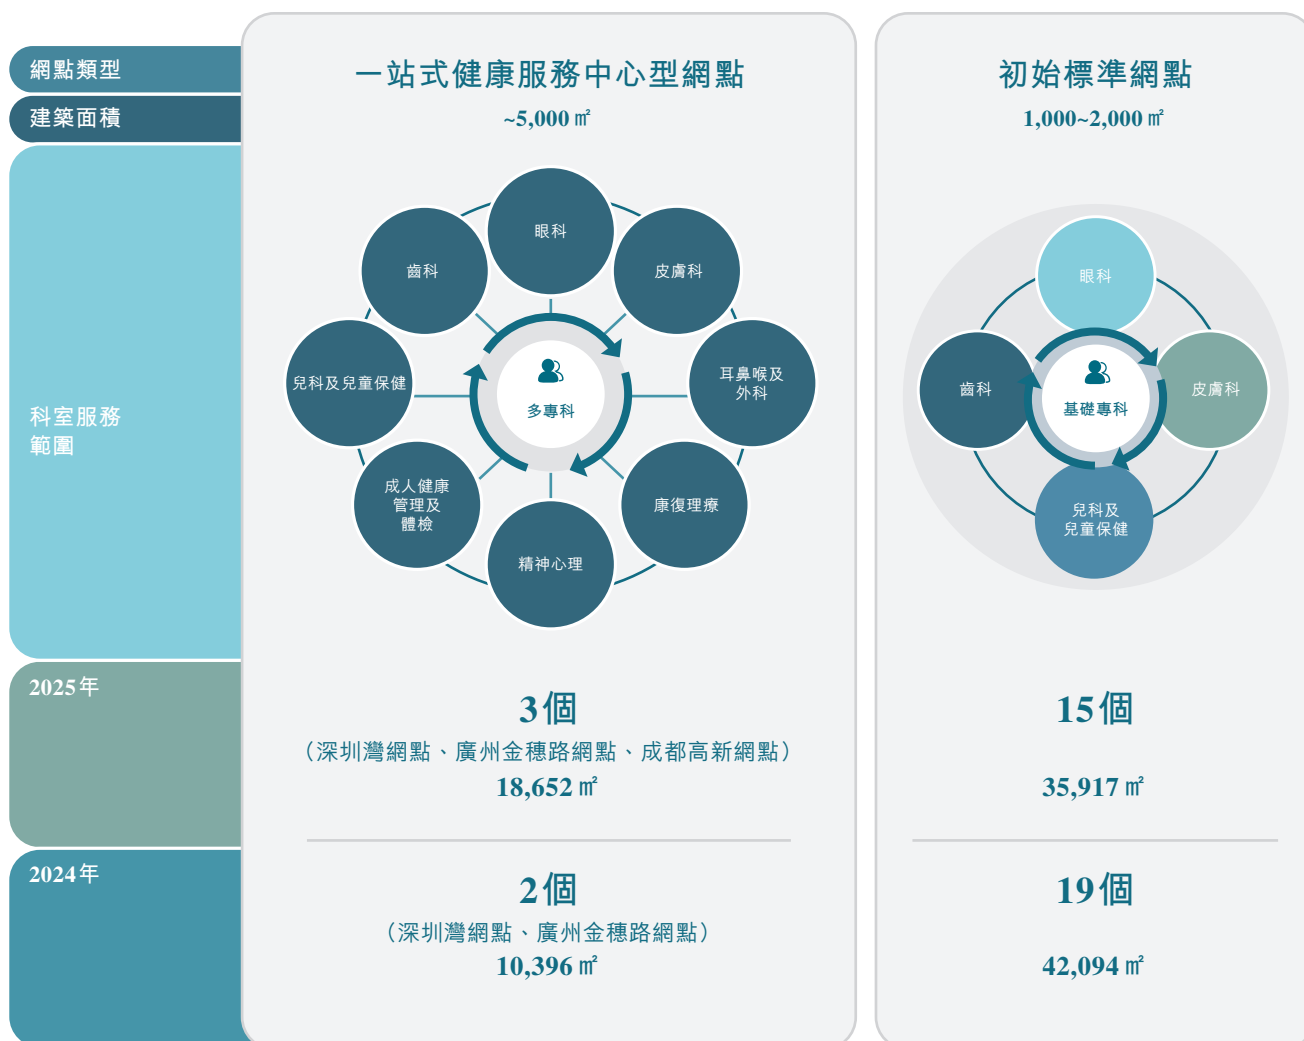 網點類型
建築面積
科室服務
範圍
一站式健康服務中心型網點
~5,000 ㎡
眼科
齒科
皮膚科
兒科及兒童保健
耳鼻喉及
外科
多專科
成人健康
管理及
體檢
康復理療
精神心理
初始標準網點
1,000~2,000 ㎡
眼科
齒科
基礎專科
皮膚科
兒科及
兒童保健
2025年
3個
（深圳灣網點、廣州金穗路網點、成都高新網點）
18,652 ㎡
15個
35,917 ㎡
2024年
2個
（深圳灣網點、廣州金穗路網點）
10,396 ㎡
19個
42,094 ㎡